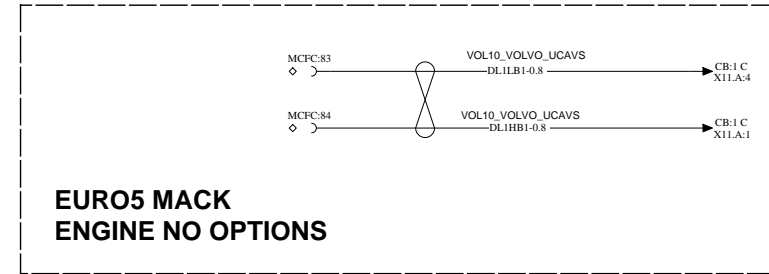 MCFC:83
VOL10_VOLVO_UCAVS
DL1LB1-0.8
CB:1 C
X11.A:4
MCFC:84
VOL10_VOLVO_UCAVS
DL1HB1-0.8
CB:1 C
X11.A:1
EURO5 MACK
ENGINE NO OPTIONS